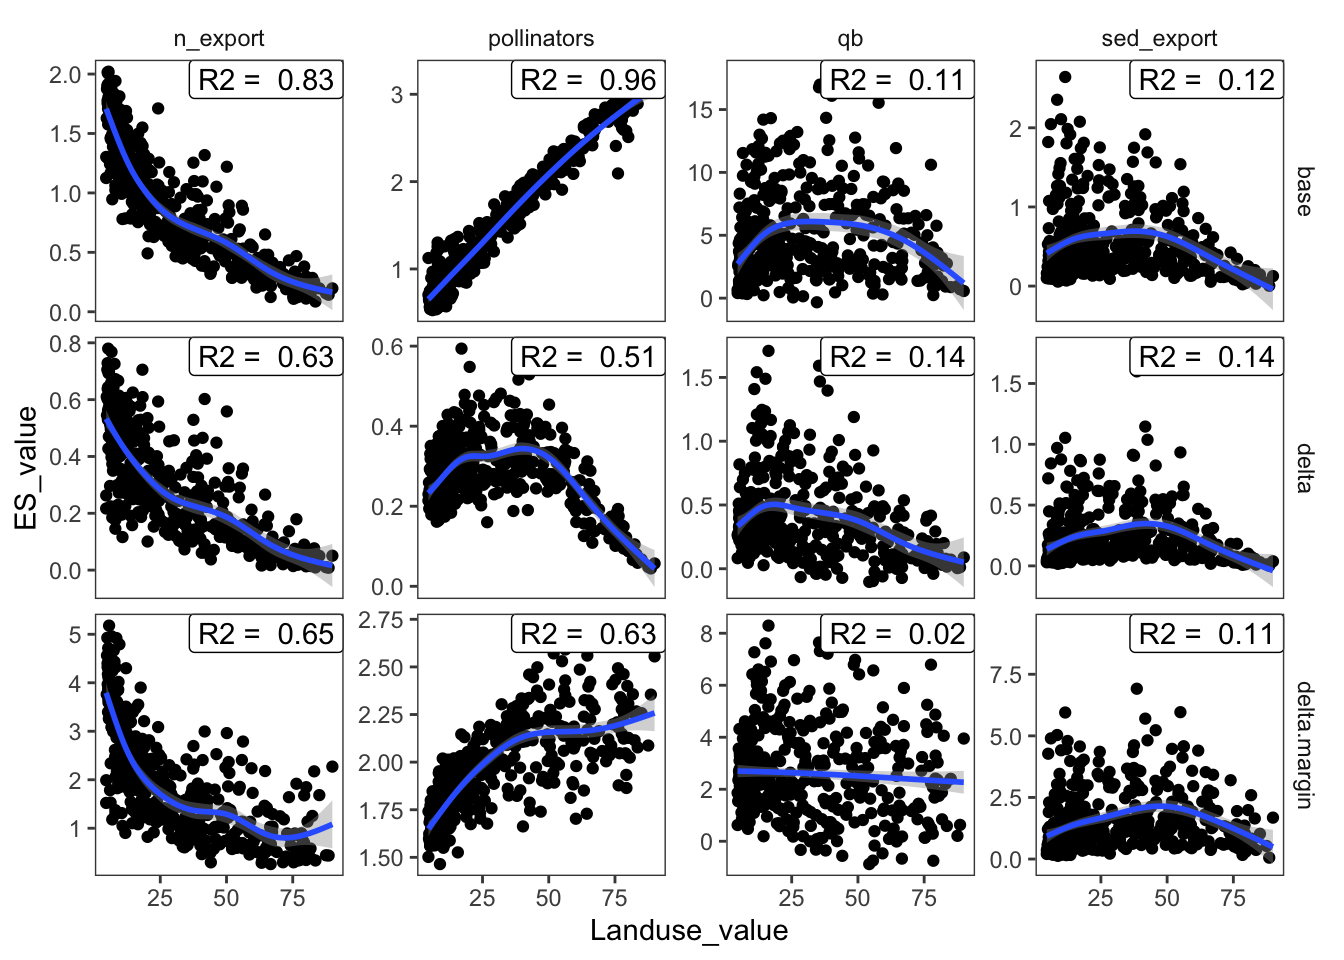 n_export pollinators qb sed_export
R2 = 0.83 R2 = 0.96 R2 = 0.11 R2 = 0.12
2.0 1.5 1.0 0.5 0.0
3 2 1
15 10 5 0
2 1 0
base
R2 = 0.63 R2 = 0.51 R2 = 0.14 R2 = 0.14
0.8 0.6 0.4 0.2 0.0
0.6 0.4 0.2 0.0
1.5 1.0 0.5 0.0
1.5 1.0 0.5 0.0
delta
R2 = 0.65 R2 = 0.63 R2 = 0.02 R2 = 0.11
5 4 3 2 1
2.75 2.50 2.25 2.00 1.75 1.50
8 6 4 2 0
7.5 5.0 2.5 0.0
delta.margin
25 50 75 25 50 75 25 50 75 25 50 75
ES_value
Landuse_value